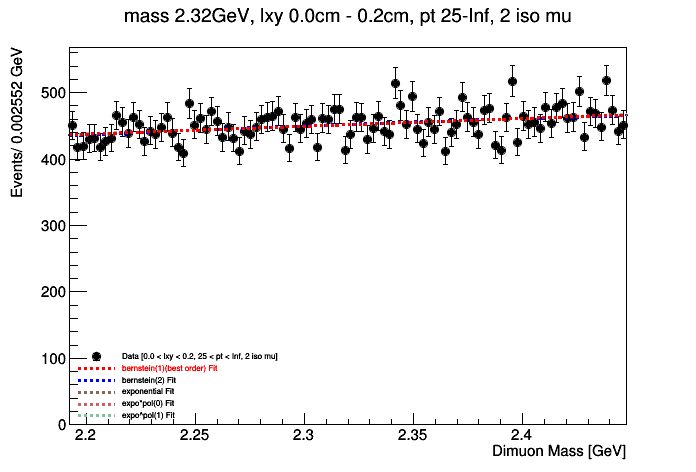 mass 2.32GeV, lxy 0.0cm - 0.2cm, pt 25-Inf, 2 iso mu
Events/ 0.002552 GeV
500
400
300
200
100
0
Data [0.0 < lxy < 0.2, 25 < pt < Inf, 2 iso mu]
bernstein(1)(best order) Fit
bernstein(2) Fit
exponential Fit
expo*pol(0) Fit
expo*pol(1) Fit
2.2 2.25 2.3 2.35 2.4
Dimuon Mass [GeV]